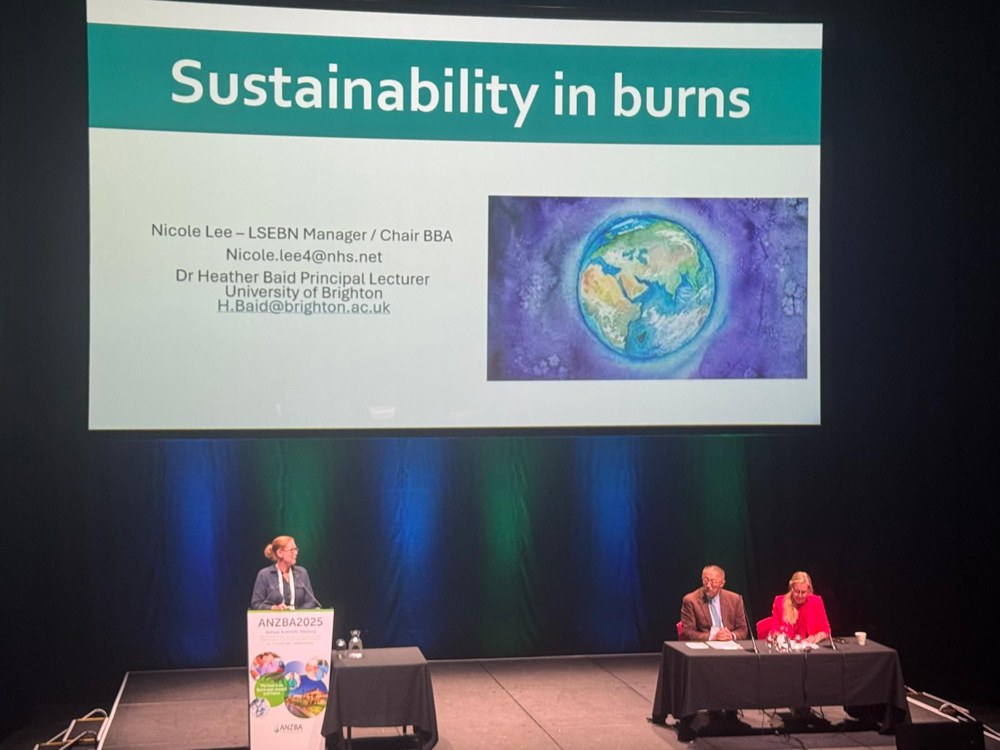 Sustainability in burns
Nicole Lee – LSEBN Manager / Chair BBA
Nicole.lee4@nhs.net
Dr Heather Baid Principal Lecturer
University of Brighton
H.Baid@brighton.ac.uk
ANZBA2025
Annual Scientific Meeting
ANZBA